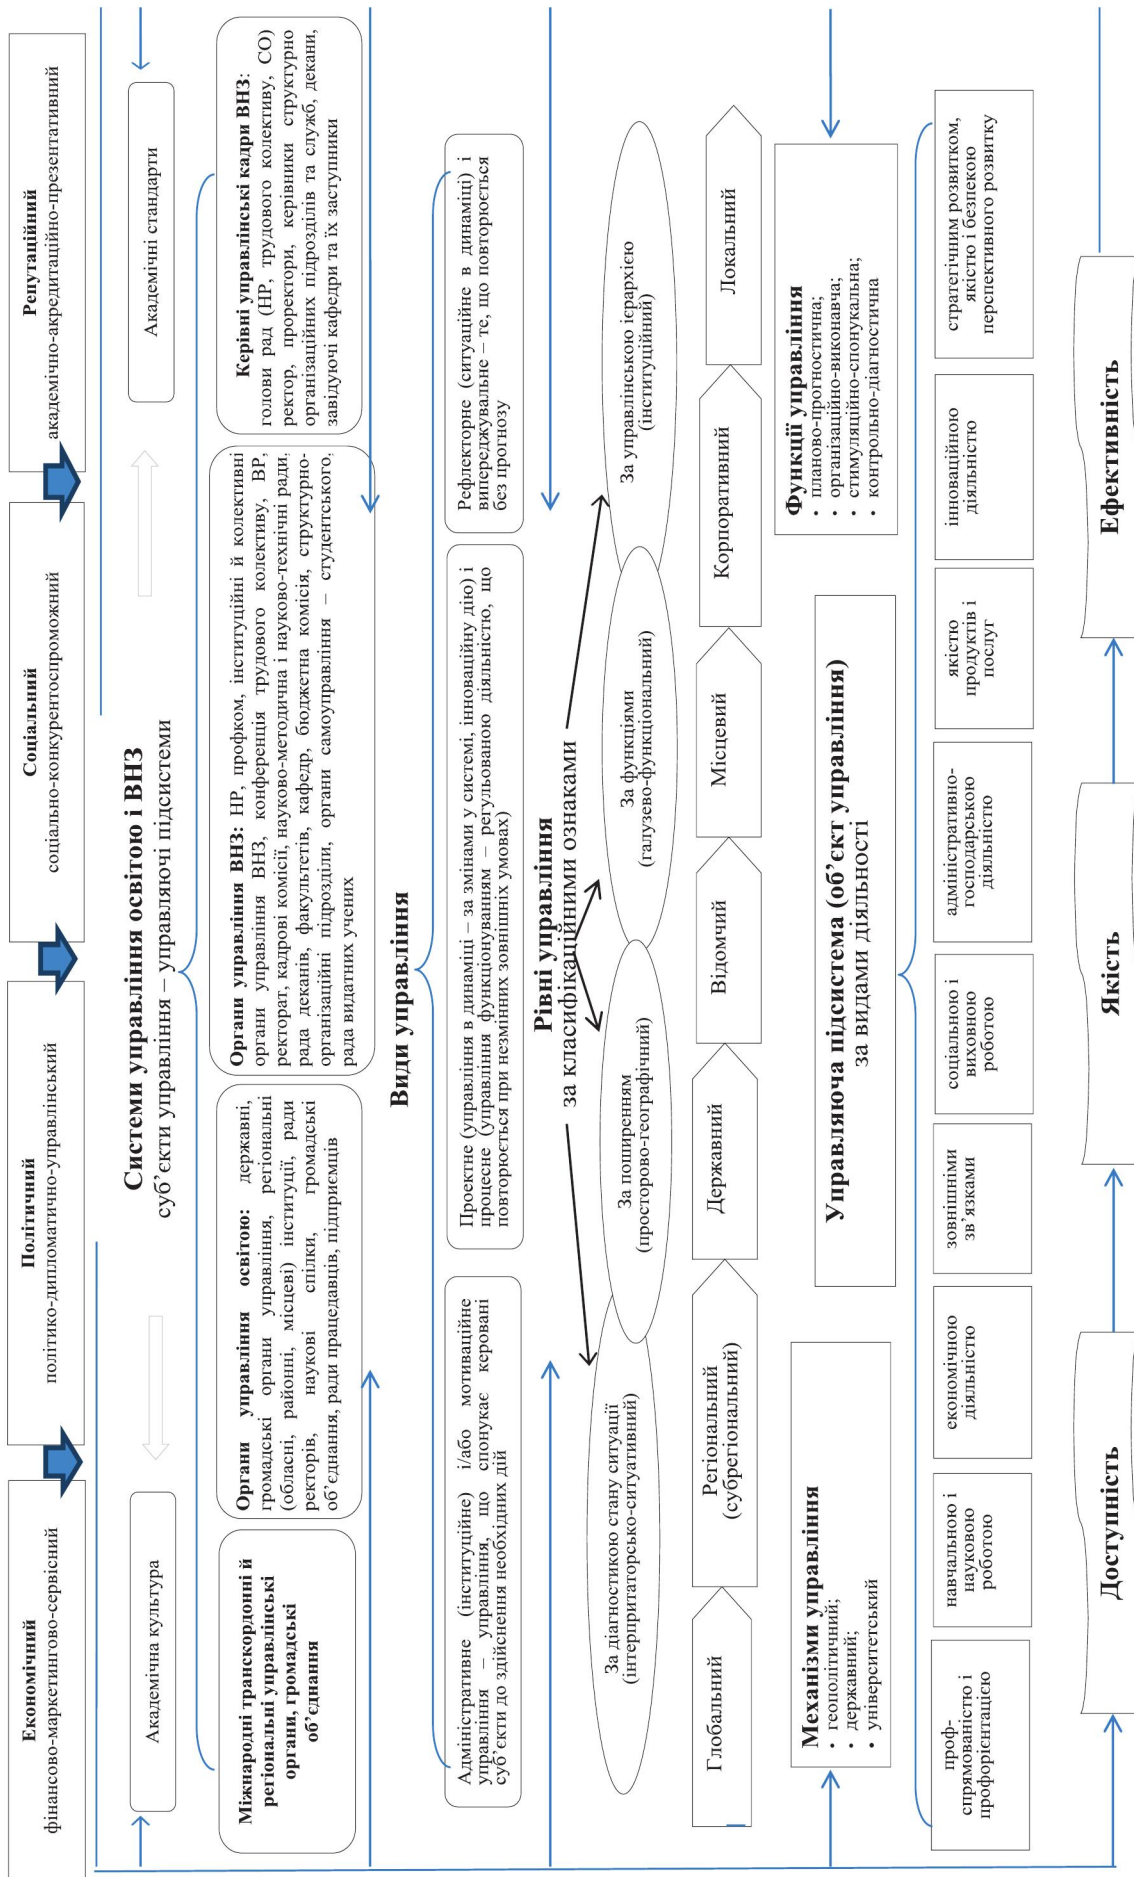 Економічний
фінансово-маркетингово-сервісний
Політичний
політико-дипломатично-управлінський
Соціальний
соціально-конкурентоспроможний
Репутаційний
академічно-акредитаційно-презентативний
Системи управління освітою і ВНЗ
суб’єкти управління – управляючі підсистеми
Академічна культура
Академічні стандарти
Міжнародні транскордонні й
регіональні управлінські
органи, громадські
об’єднання
Органи управління освітою: державні,
громадські органи управління, регіональні
(обласні, районні, місцеві) інституції, ради
ректорів, наукові спілки, громадські
об’єднання, ради працедавців, підприємців
Органи управління ВНЗ: НР, профком, інституційні й колективні
органи управління ВНЗ, конференція трудового колективу, ВР,
ректорат, кадрові комісії, науково-методична і науково-технічні ради,
рада деканів, факультетів, кафедр, бюджетна комісія, структурно-
організаційні підрозділи, органи самоуправління – студентського,
рада видатних учених
Керівні управлінські кадри ВНЗ:
голови рад (НР, трудового колективу, СО)
ректор, проректори, керівники структурно
організаційних підрозділів та служб, декани,
завідуючі кафедри та їх заступники
Види управління
Адміністративне (інституційне) і/або мотиваційне
управління – управління, що спонукає керовані
суб’єкти до здійснення необхідних дій
Проектне (управління в динаміці – за змінами у системі, інноваційну дію) і
процесне (управління функціонуванням – регульованою діяльністю, що
повторюється при незмінних зовнішніх умовах)
Рефлекторне (ситуаційне в динаміці) і
випереджувальне – те, що повторюється
без прогнозу
Рівні управління
за класифікаційними ознаками
За діагностикою стану ситуації
(інтерпритаторсько-ситуативний)
За поширенням
(просторово-географічний)
За функціями
(галузево-функціональний)
За управлінською ієрархією
(інституційний)
Глобальний
Регіональний
(субрегіональний)
Державний
Відомчий
Місцевий
Корпоративний
Локальний
Механізми управління
• геополітичний;
• державний;
• університетський
Управляюча підсистема (об’єкт управління)
за видами діяльності
Функції управління
• планово-прогностична;
• організаційно-виконавча;
• стимуляційно-спонукальна;
• контрольно-діагностична
проф-
спрямованістю і
профорієнтацією
навчальною і
науковою
роботою
економічною
діяльністю
зовнішніми
зв’язками
соціальною і
виховною
роботою
адміністративно-
господарською
діяльністю
якістю
продуктів і
послуг
інноваційною
діяльністю
стратегічним розвитком,
якістю і безпекою
перспективного розвитку
Доступність
Якість
Ефективність